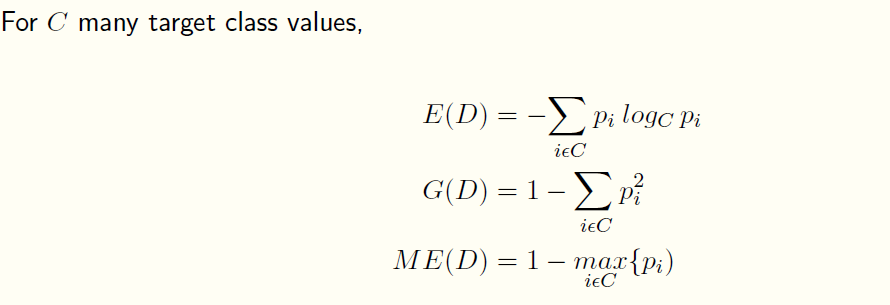 For C many target class values,
E(D) = −∑ p_i log_C p_i
iϵC
G(D) = 1 − ∑ p_i^2
iϵC
ME(D) = 1 − max{p_i)
iϵC